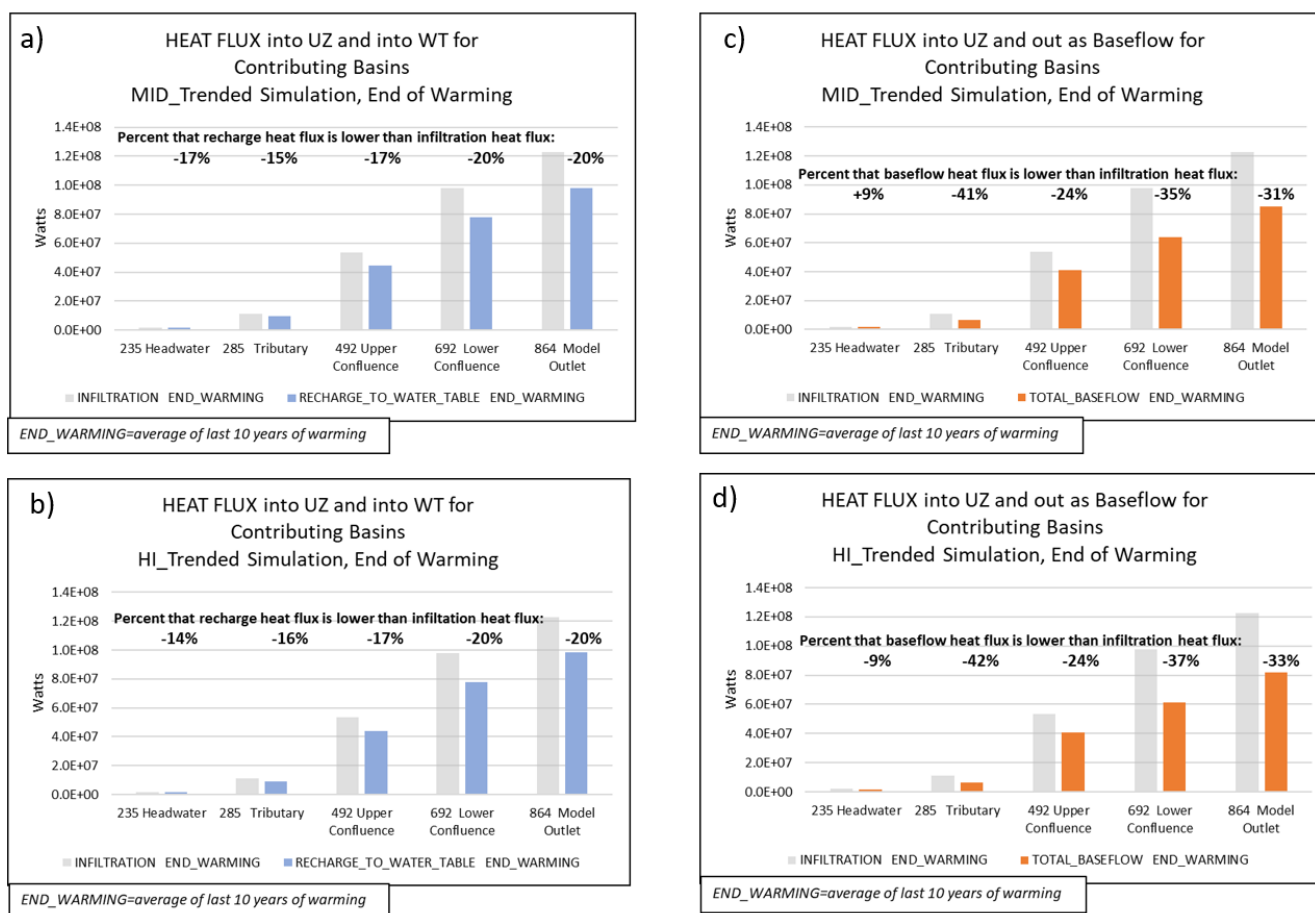 a)
HEAT FLUX into UZ and into WT for
Contributing Basins
MID_Trended Simulation, End of Warming
Percent that recharge heat flux is lower than infiltration heat flux:
-17% -15% -17% -20% -20%
Watts
1.4E+08
1.2E+08
1.0E+08
8.0E+07
6.0E+07
4.0E+07
2.0E+07
0.0E+00
235 Headwater 285 Tributary 492 Upper Confluence 692 Lower Confluence 864 Model Outlet
INFILTRATION END_WARMING RECHARGE_TO_WATER_TABLE END_WARMING
END_WARMING=average of last 10 years of warming
c)
HEAT FLUX into UZ and out as Baseflow for
Contributing Basins
MID_Trended Simulation, End of Warming
Percent that baseflow heat flux is lower than infiltration heat flux:
+9% -41% -24% -35% -31%
Watts
1.4E+08
1.2E+08
1.0E+08
8.0E+07
6.0E+07
4.0E+07
2.0E+07
0.0E+00
235 Headwater 285 Tributary 492 Upper Confluence 692 Lower Confluence 864 Model Outlet
INFILTRATION END_WARMING TOTAL_BASEFLOW END_WARMING
END_WARMING=average of last 10 years of warming
b)
HEAT FLUX into UZ and into WT for
Contributing Basins
HI_Trended Simulation, End of Warming
Percent that recharge heat flux is lower than infiltation heat flux:
-14% -16% -17% -20% -20%
Watts
1.4E+08
1.2E+08
1.0E+08
8.0E+07
6.0E+07
4.0E+07
2.0E+07
0.0E+00
235 Headwater 285 Tributary 492 Upper Confluence 692 Lower Confluence 864 Model Outlet
INFILTRATION END_WARMING RECHARGE_TO_WATER_TABLE END_WARMING
END_WARMING=average of last 10 years of warming
d)
HEAT FLUX into UZ and out as Baseflow for
Contributing Basins
HI_Trended Simulation, End of Warming
Percent that baseflow heat flux is lower than infiltration heat flux:
-9% -42% -24% -37% -33%
Watts
1.4E+08
1.2E+08
1.0E+08
8.0E+07
6.0E+07
4.0E+07
2.0E+07
0.0E+00
235 Headwater 285 Tributary 492 Upper Confluence 692 Lower Confluence 864 Model Outlet
INFILTRATION END_WARMING TOTAL_BASEFLOW END_WARMING
END_WARMING=average of last 10 years of warming